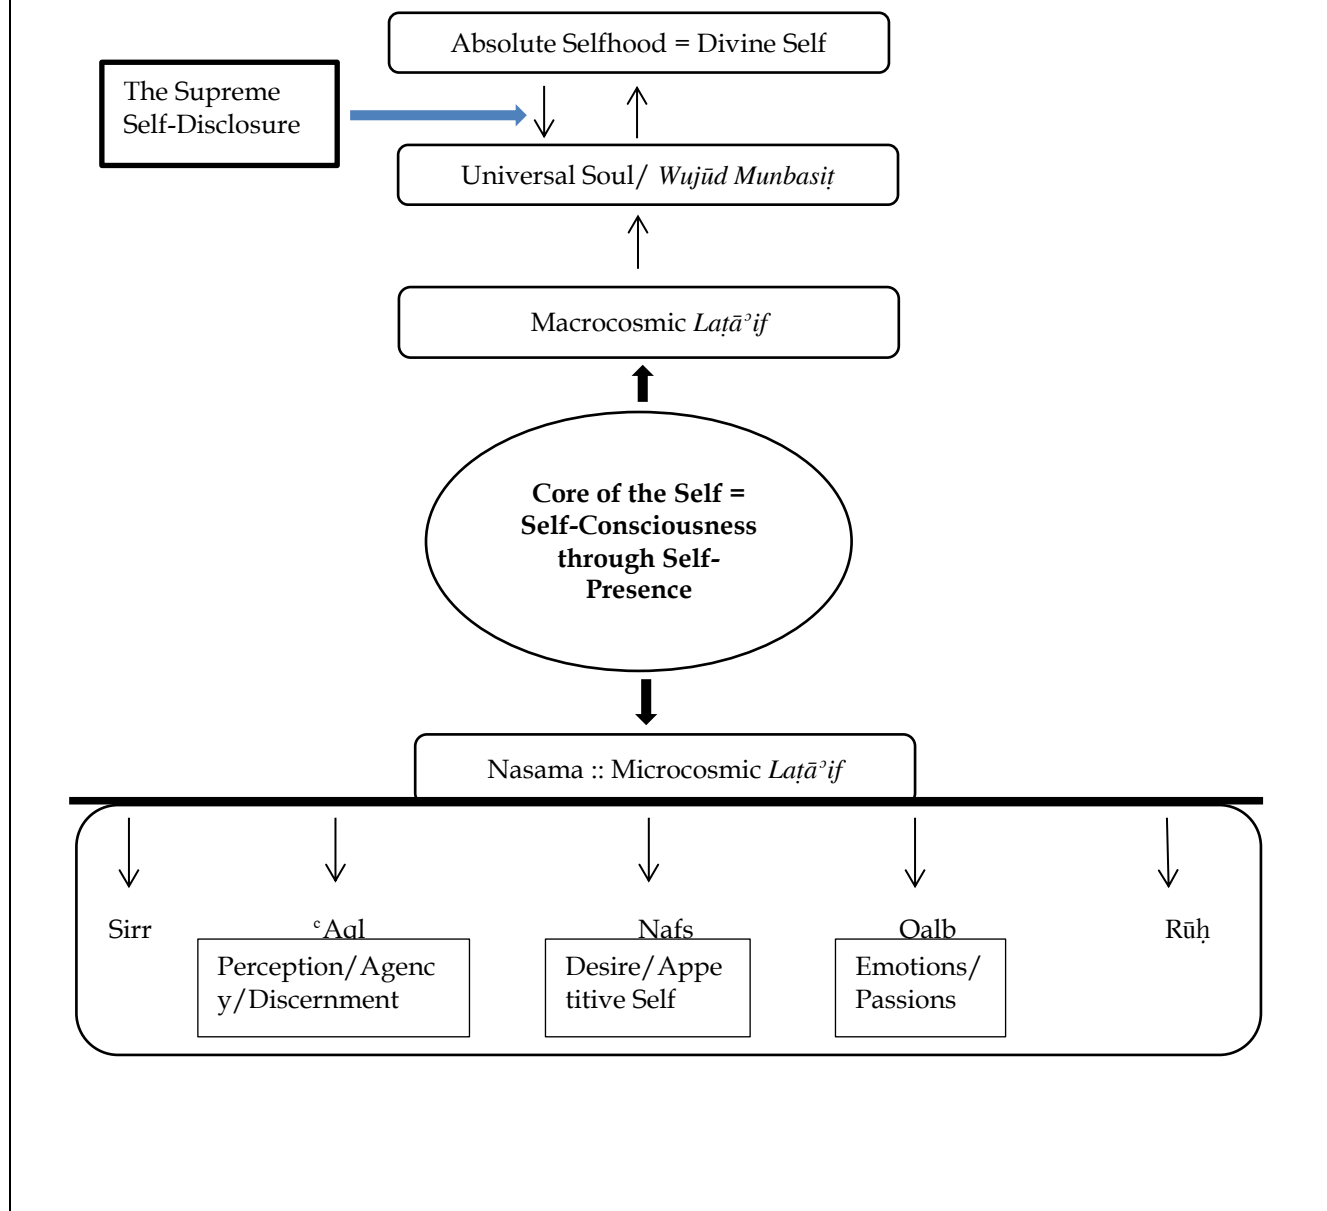 Absolute Selfhood = Divine Self
The Supreme
Self-Disclosure
Universal Soul/ Wujūd Munbasiṭ
Macrocosmic Laṭāʾif
Core of the Self =
Self-Consciousness
through Self-
Presence
Nasama :: Microcosmic Laṭāʾif
Sirr
ʿAql
Nafs
Qalb
Rūḥ
Perception/Agenc
y/Discernment
Desire/Appe
titive Self
Emotions/
Passions